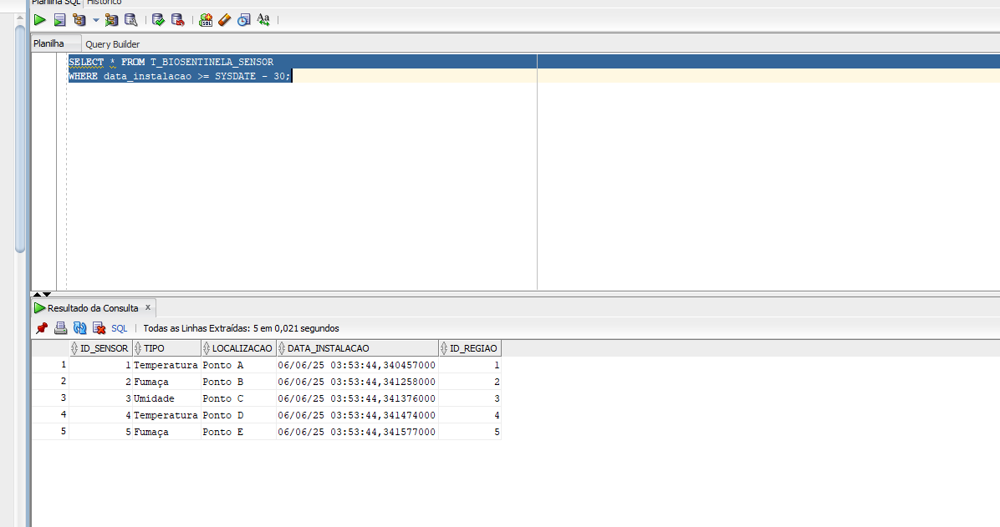 Planilha SQL Histórico
Planilha Query Builder
SELECT * FROM T_BIOSENTINELA_SENSOR
WHERE data_instalacao >= SYSDATE - 30;
Resultado da Consulta x
SQL | Todas as Linhas Extraídas: 5 em 0,021 segundos
ID_SENSOR TIPO LOCALIZACAO DATA_INSTALACAO ID_REGIAO
1 1 Temperatura Ponto A 06/06/25 03:53:44,340457000 1
2 2 Fumaça Ponto B 06/06/25 03:53:44,341258000 2
3 3 Umidade Ponto C 06/06/25 03:53:44,341376000 3
4 4 Temperatura Ponto D 06/06/25 03:53:44,341474000 4
5 5 Fumaça Ponto E 06/06/25 03:53:44,341577000 5